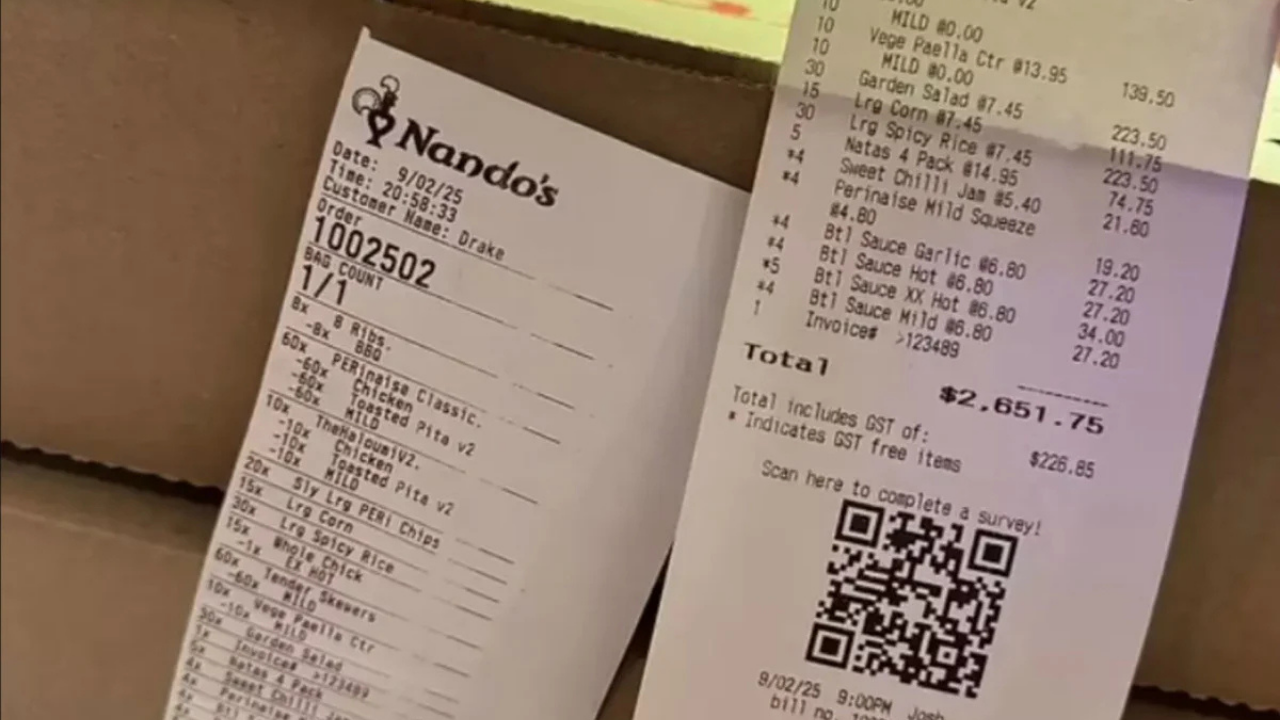 Nando's
Date: 9/02/25
Time: 20:58:33
Customer Name: Drake
Order
1002502
BAG COUNT
1/1
8x 8 Ribs.
-8x BBQ
60x PERinaise Classic.
-60x Chicken
-60x Toasted Pita v2
-60x MILD
10x TheHaloumiV2.
-10x Chicken
-10x Toasted Pita v2
-10x MILD
20x Sly Lrg PERi Chips
15x Lrg Corn
30x Lrg Spicy Rice
15x Whole Chick
-1x EX HOT
60x Tender Skewers
-60x MILD
10x Vege Paella Ctr
-10x MILD
30x Garden Salad
1x Invoice# >123489
5x Natas 4 Pack
4x Sweet Chilli Jam
4x Perinaise
v2
10 MILD @0.00
10 Vege Paella Ctr @13.95 139.50
10 MILD @0.00
30 Garden Salad @7.45 223.50
15 Lrg Corn @7.45 111.75
30 Lrg Spicy Rice @7.45 223.50
5 Natas 4 Pack @14.95 74.75
*4 Sweet Chilli Jam @5.40 21.60
*4 Perinaise Mild Squeeze
@4.80 19.20
*4 Btl Sauce Garlic @6.80 27.20
*4 Btl Sauce Hot @6.80 27.20
*5 Btl Sauce XX Hot @6.80 34.00
*4 Btl Sauce Mild @6.80 27.20
1 Invoice# >123489
Total $2,651.75
Total includes GST of: $226.85
* Indicates GST free items
Scan here to complete a survey!
9/02/25 9:00PM Josh
bill no.